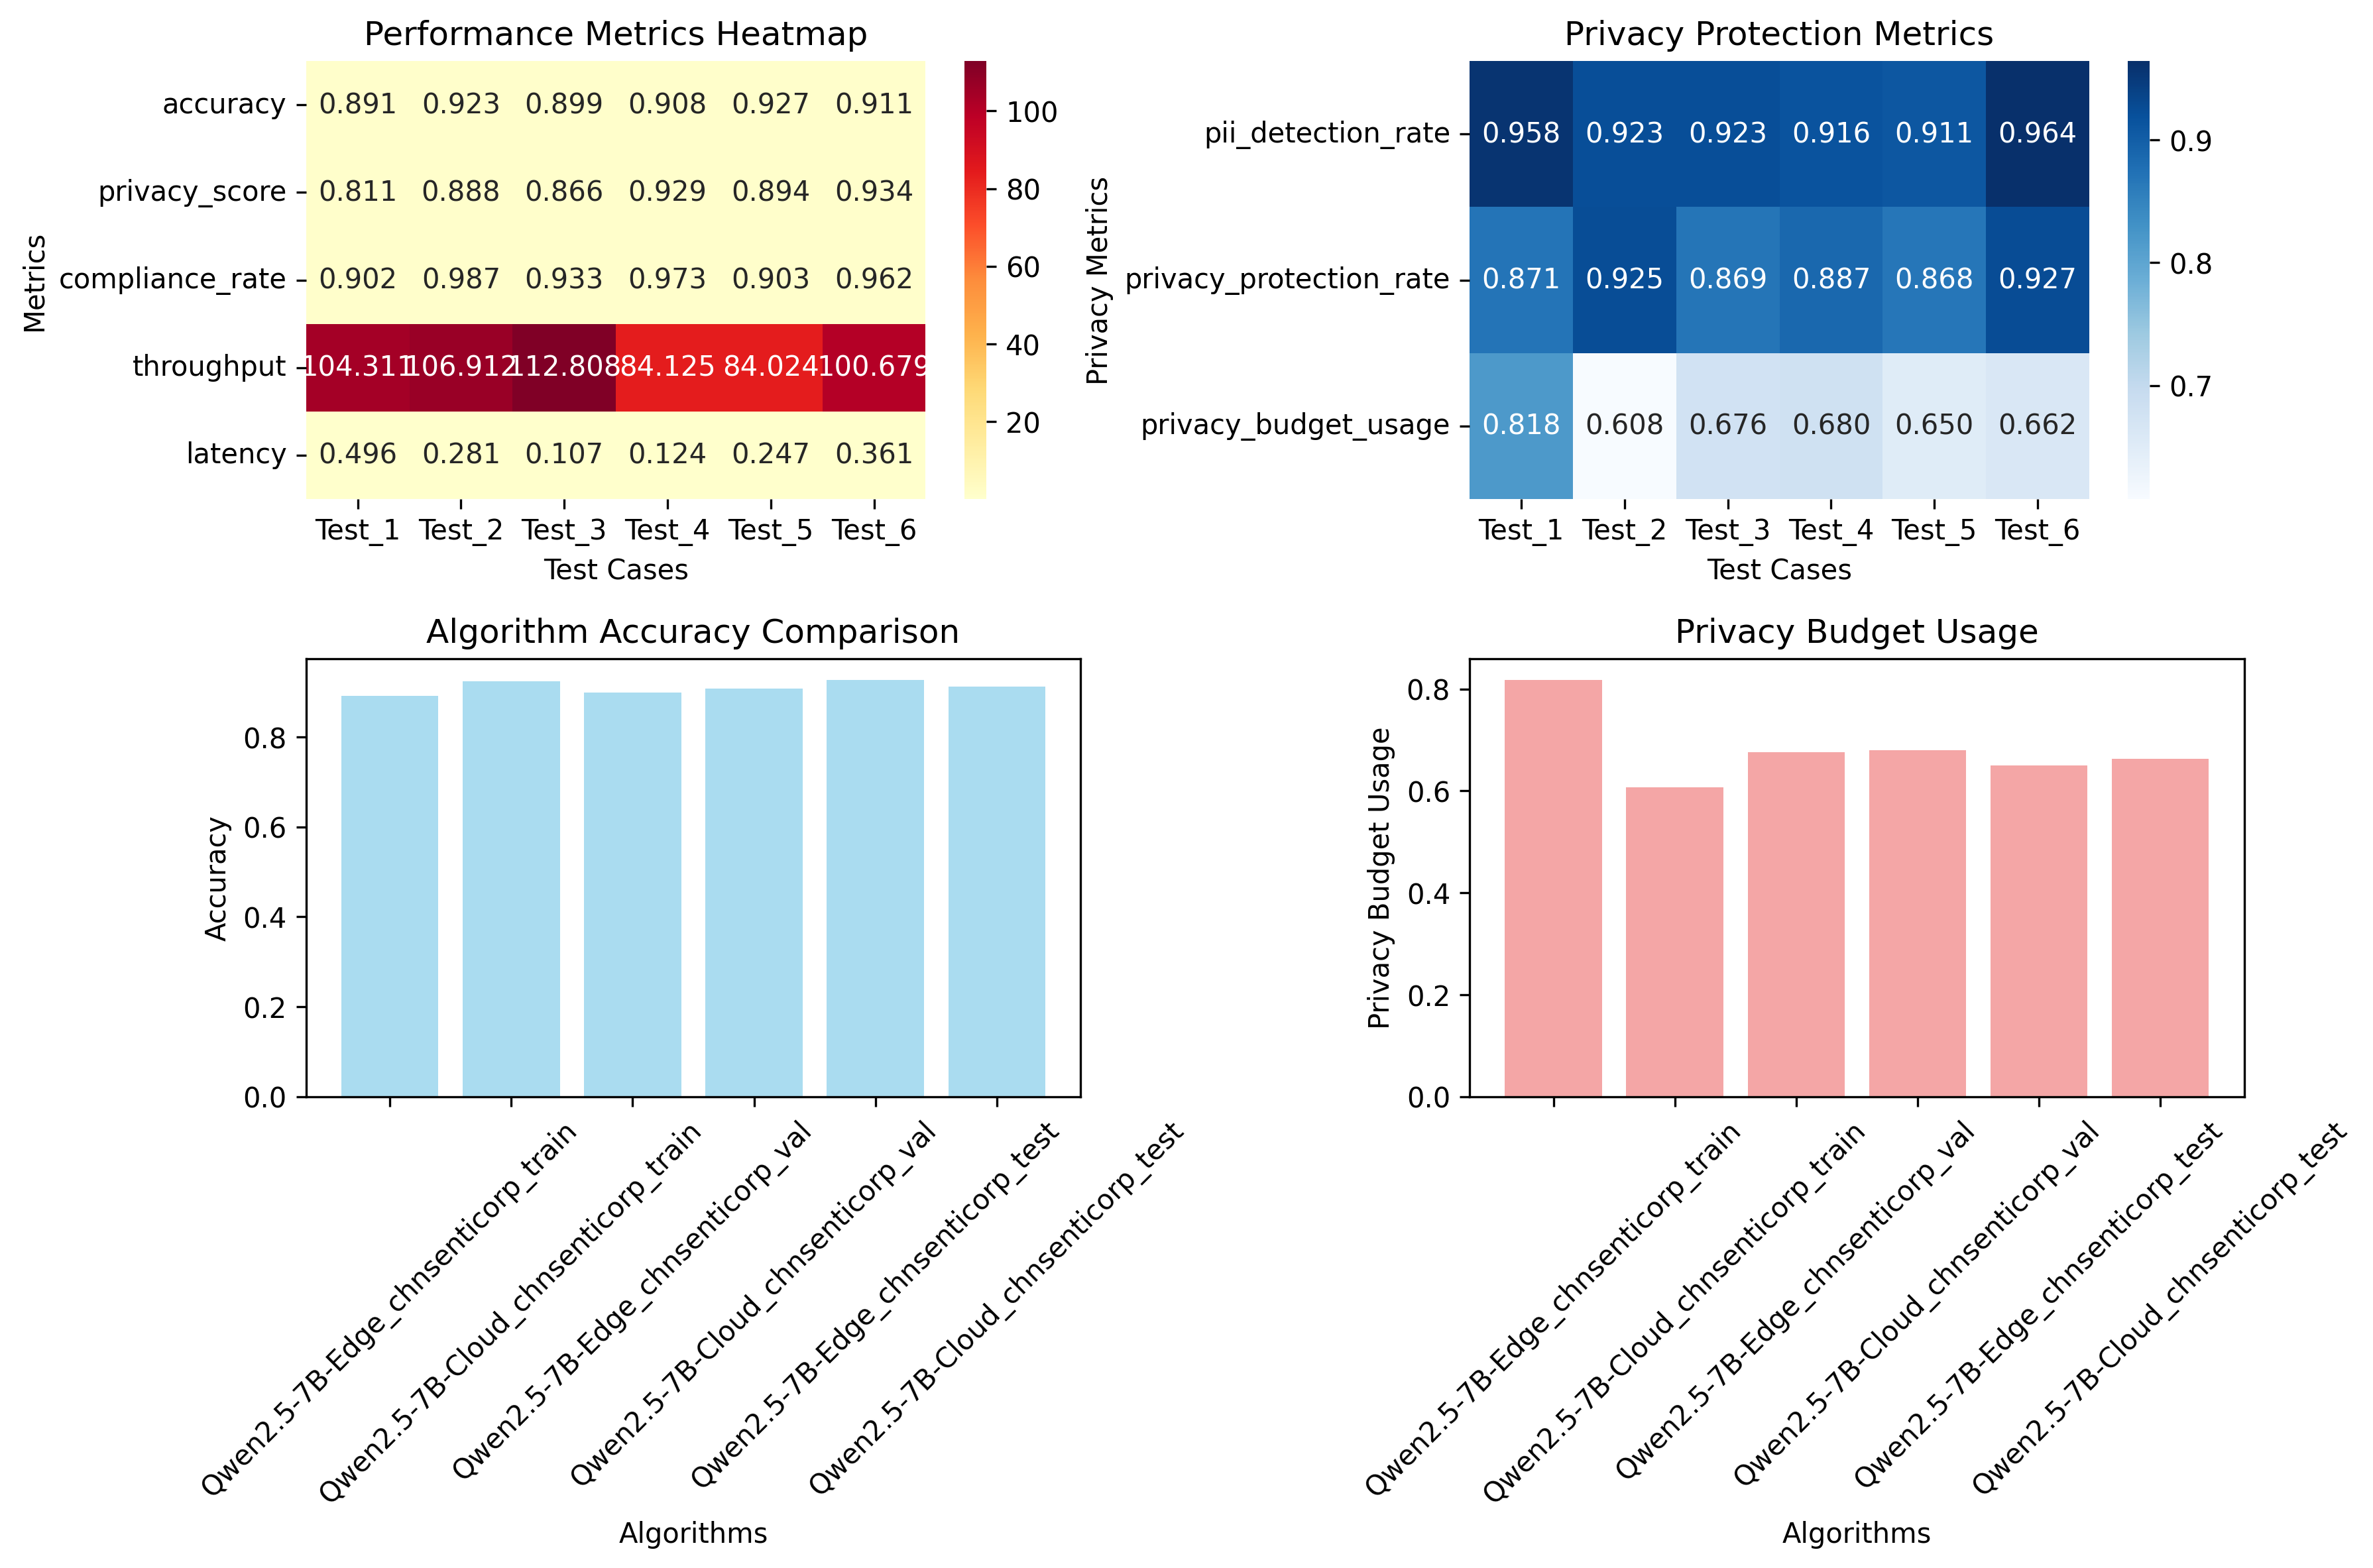 Performance Metrics Heatmap
Metrics
accuracy 0.891 0.923 0.899 0.908 0.927 0.911
privacy_score 0.811 0.888 0.866 0.929 0.894 0.934
compliance_rate 0.902 0.987 0.933 0.973 0.903 0.962
throughput 104.311 106.912 112.808 84.125 84.024 100.679
latency 0.496 0.281 0.107 0.124 0.247 0.361
Test_1 Test_2 Test_3 Test_4 Test_5 Test_6
Test Cases
100
80
60
40
20
Privacy Protection Metrics
Privacy Metrics
pii_detection_rate 0.958 0.923 0.923 0.916 0.911 0.964
privacy_protection_rate 0.871 0.925 0.869 0.887 0.868 0.927
privacy_budget_usage 0.818 0.608 0.676 0.680 0.650 0.662
Test_1 Test_2 Test_3 Test_4 Test_5 Test_6
Test Cases
0.9
0.8
0.7
Algorithm Accuracy Comparison
Accuracy
0.8
0.6
0.4
0.2
0.0
Qwen2.5-7B-Edge_chnsenticorp_train
Qwen2.5-7B-Cloud_chnsenticorp_train
Qwen2.5-7B-Edge_chnsenticorp_val
Qwen2.5-7B-Cloud_chnsenticorp_val
Qwen2.5-7B-Edge_chnsenticorp_test
Qwen2.5-7B-Cloud_chnsenticorp_test
Algorithms
Privacy Budget Usage
Privacy Budget Usage
0.8
0.6
0.4
0.2
0.0
Qwen2.5-7B-Edge_chnsenticorp_train
Qwen2.5-7B-Cloud_chnsenticorp_train
Qwen2.5-7B-Edge_chnsenticorp_val
Qwen2.5-7B-Cloud_chnsenticorp_val
Qwen2.5-7B-Edge_chnsenticorp_test
Qwen2.5-7B-Cloud_chnsenticorp_test
Algorithms